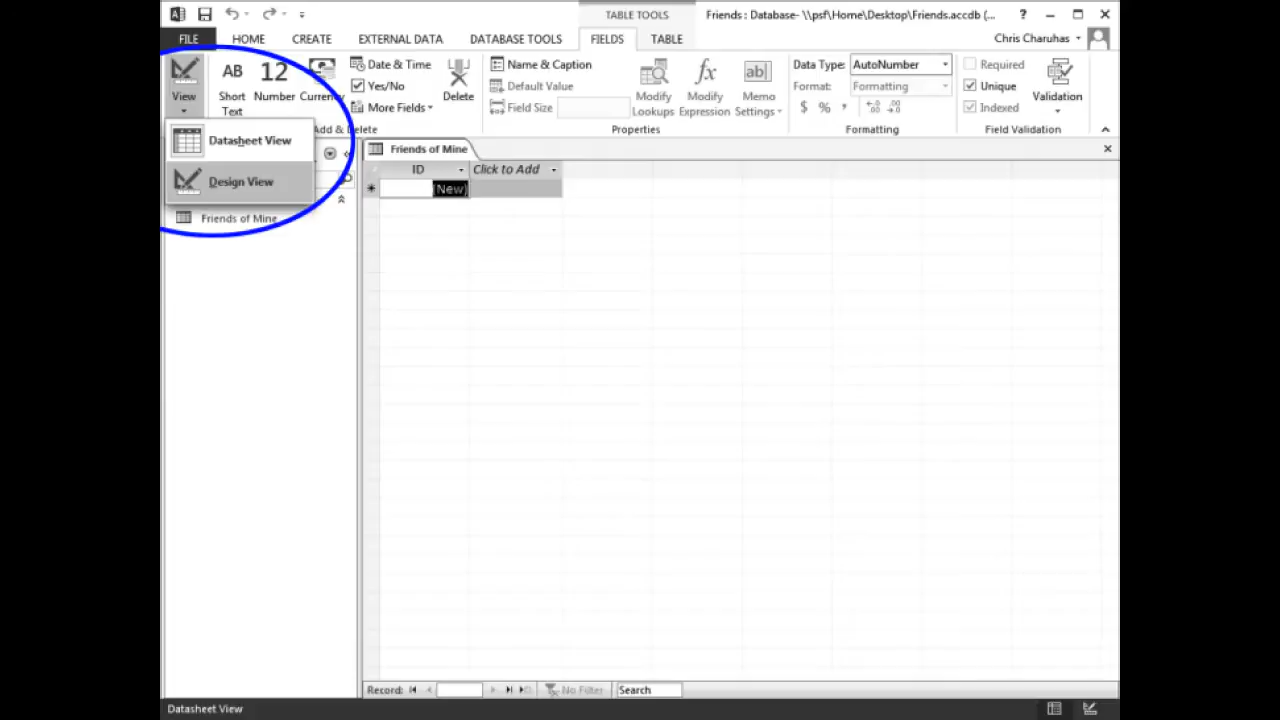 TABLE TOOLS
Friends : Database- \\psf\Home\Desktop\Friends.accdb (...
?
FILE HOME CREATE EXTERNAL DATA DATABASE TOOLS FIELDS TABLE
Chris Charuhas
View
AB
Short
Text
12
Number
Currency
Date & Time
Yes/No
More Fields
Delete
Add & Delete
Name & Caption
Default Value
Field Size
Modify
Lookups
fx
Modify
Expression
ab|
Memo
Settings
Properties
Data Type: AutoNumber
Format: Formatting
$ % ,
Formatting
Required
Unique
Indexed
Validation
Field Validation
Datasheet View
Design View
Friends of Mine
Friends of Mine
ID Click to Add
(New)
Record:
No Filter
Search
Datasheet View